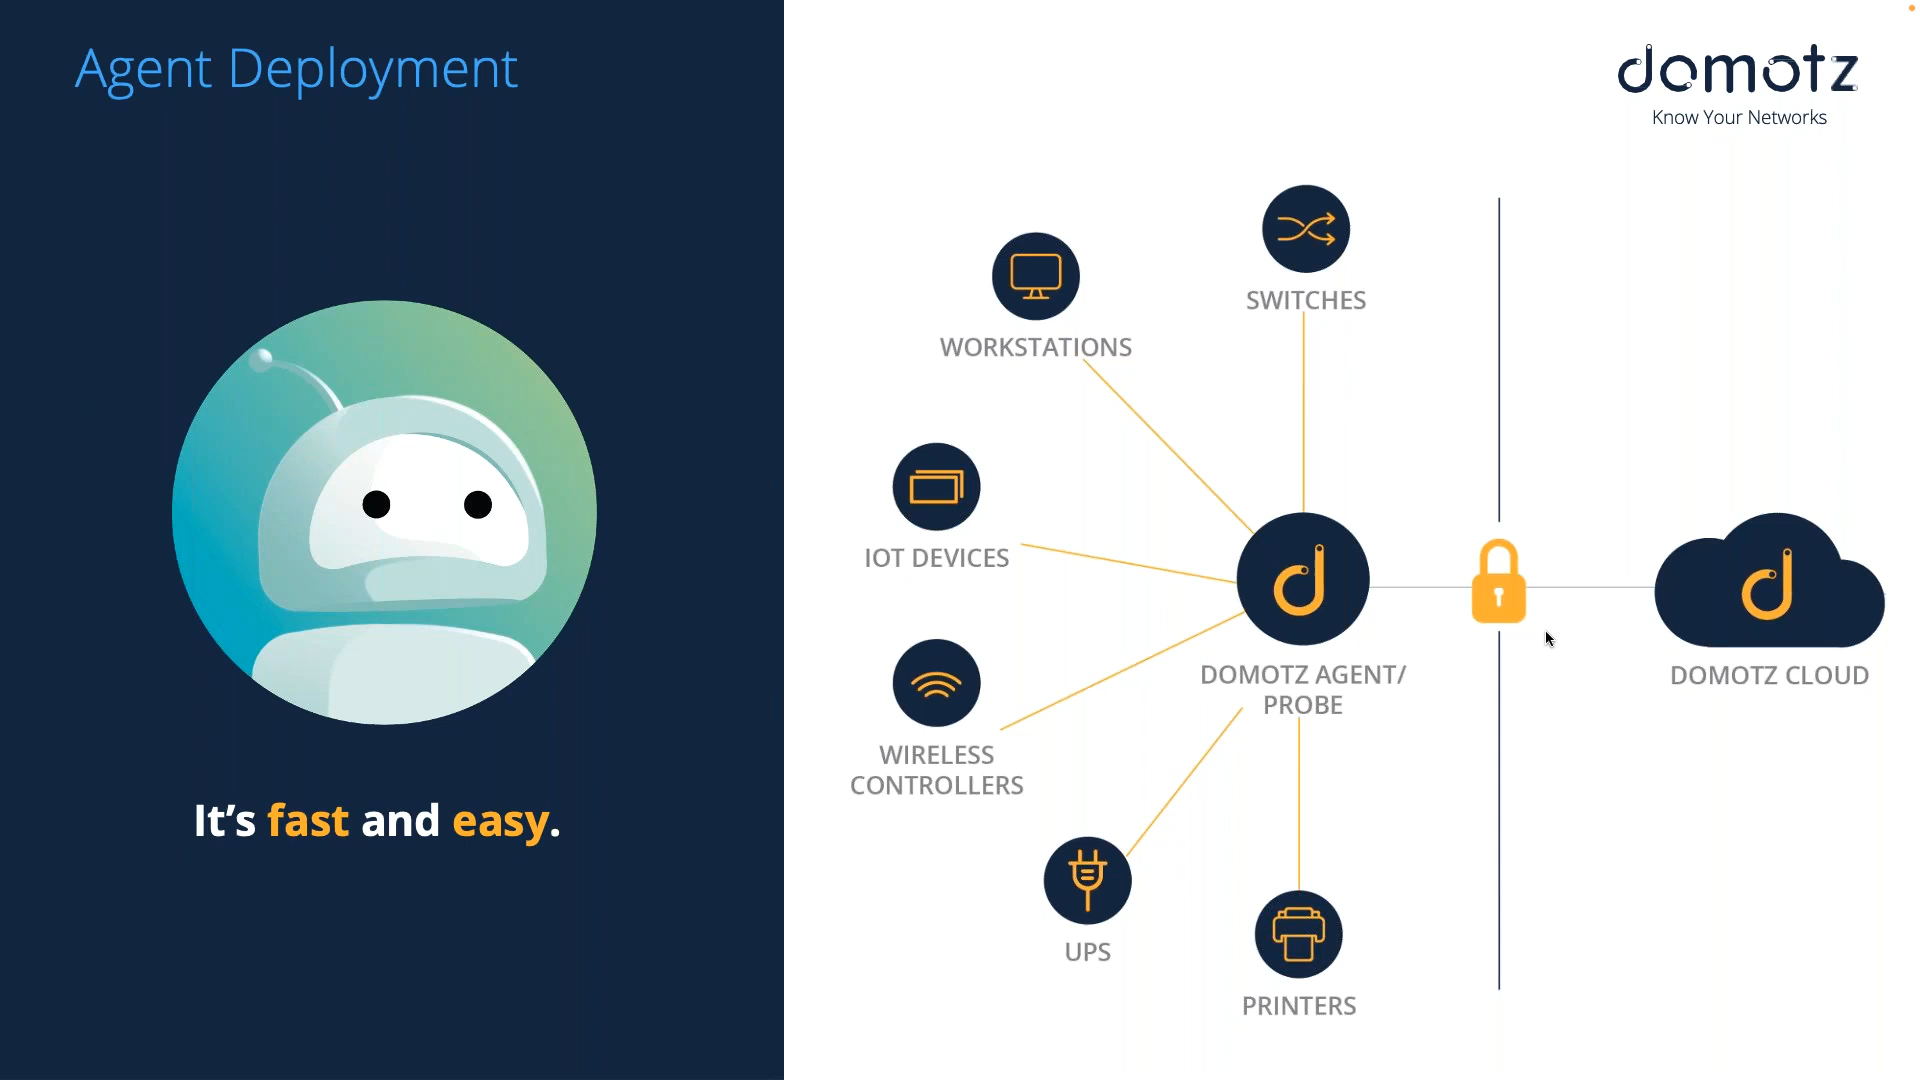 Agent Deployment
domotz
Know Your Networks
SWITCHES
WORKSTATIONS
IOT DEVICES
DOMOTZ AGENT/
PROBE
DOMOTZ CLOUD
WIRELESS
CONTROLLERS
It's fast and easy.
UPS
PRINTERS